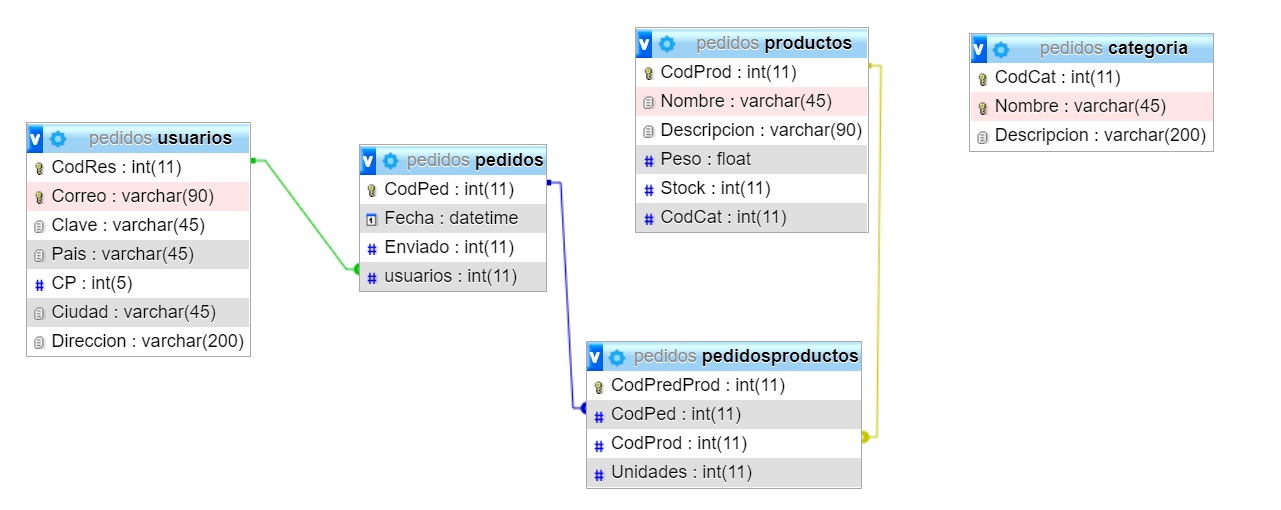 pedidos usuarios
CodRes : int(11)
Correo : varchar(90)
Clave : varchar(45)
Pais : varchar(45)
CP : int(5)
Ciudad : varchar(45)
Direccion : varchar(200)
pedidos pedidos
CodPed : int(11)
Fecha : datetime
Enviado : int(11)
usuarios : int(11)
pedidos productos
CodProd : int(11)
Nombre : varchar(45)
Descripcion : varchar(90)
Peso : float
Stock : int(11)
CodCat : int(11)
pedidos pedidosproductos
CodPredProd : int(11)
CodPed : int(11)
CodProd : int(11)
Unidades : int(11)
pedidos categoria
CodCat : int(11)
Nombre : varchar(45)
Descripcion : varchar(200)